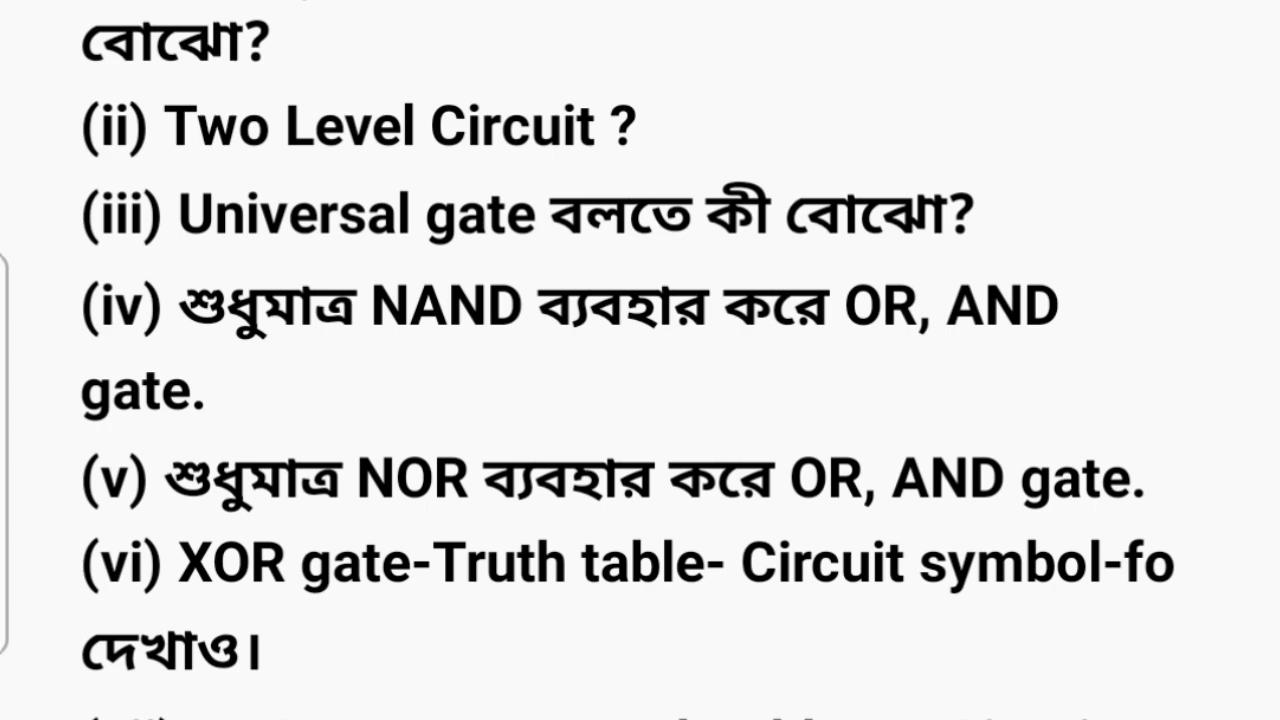 বোঝো?
(ii) Two Level Circuit ?
(iii) Universal gate বলতে কী বোঝো?
(iv) শুধুমাত্র NAND ব্যবহার করে OR, AND
gate.
(v) শুধুমাত্র NOR ব্যবহার করে OR, AND gate.
(vi) XOR gate-Truth table- Circuit symbol-fo
দেখাও।